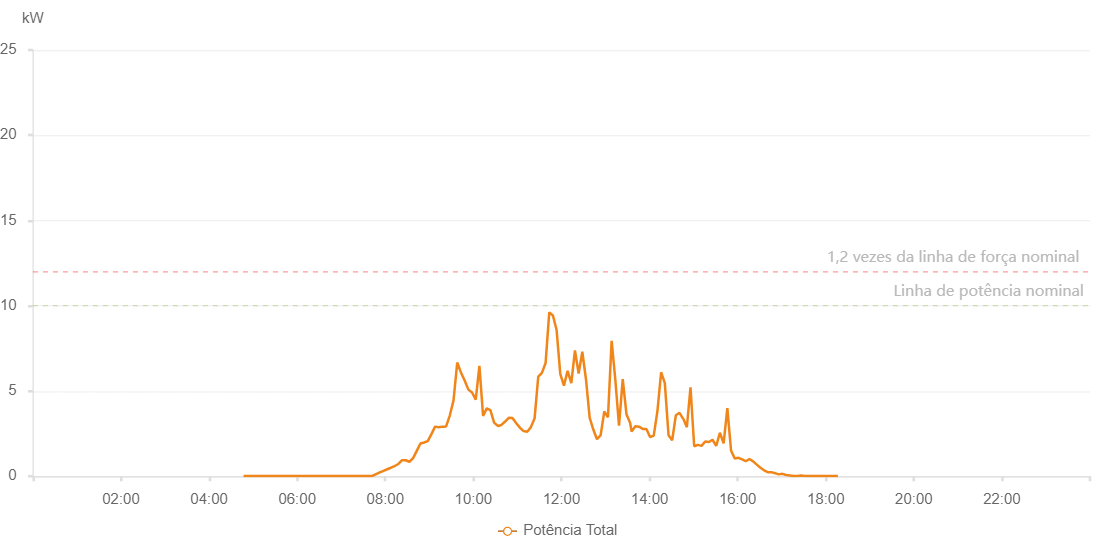 kW
25
20
15
1,2 vezes da linha de força nominal
Linha de potência nominal
10
5
0
02:00 04:00 06:00 08:00 10:00 12:00 14:00 16:00 18:00 20:00 22:00
Potência Total